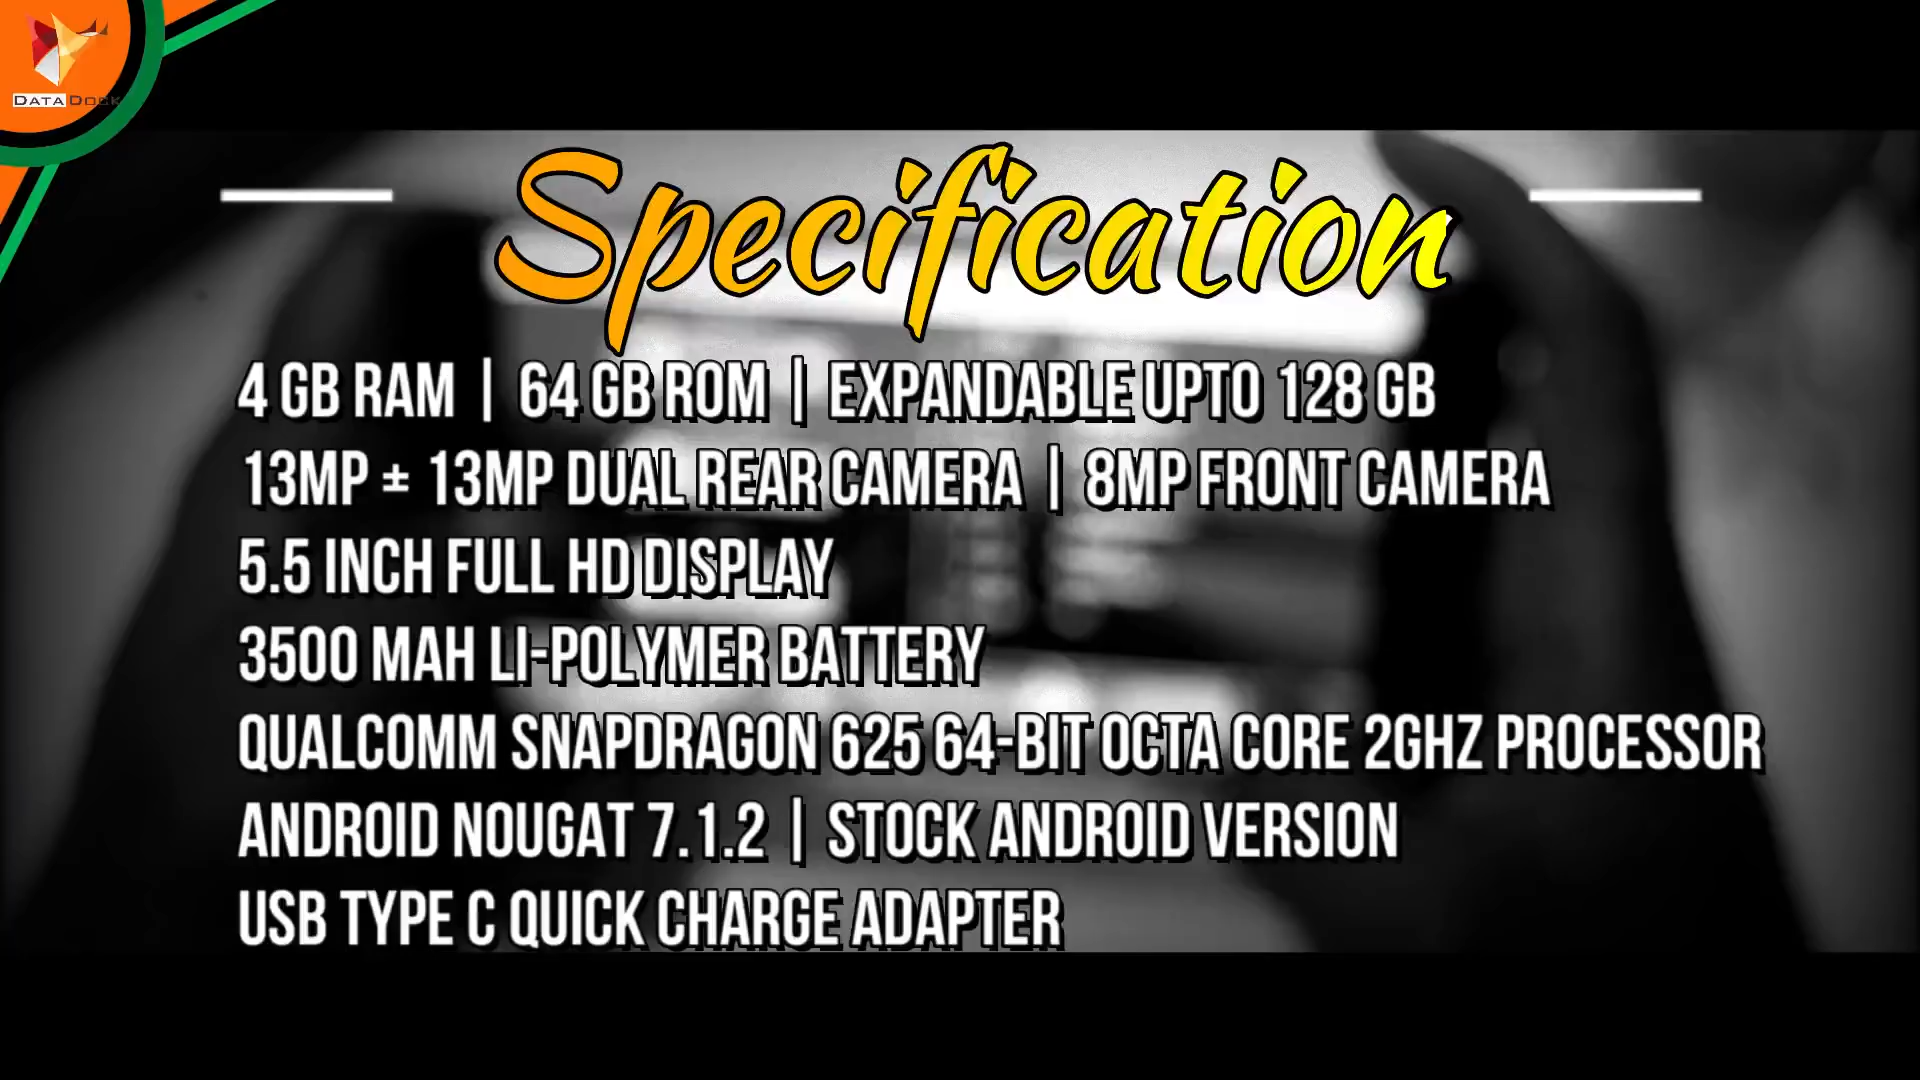 DATA DOCK
Specification
4 GB RAM | 64 GB ROM | EXPANDABLE UPTO 128 GB
13MP ± 13MP DUAL REAR CAMERA | 8MP FRONT CAMERA
5.5 INCH FULL HD DISPLAY
3500 MAH LI-POLYMER BATTERY
QUALCOMM SNAPDRAGON 625 64-BIT OCTA CORE 2GHZ PROCESSOR
ANDROID NOUGAT 7.1.2 | STOCK ANDROID VERSION
USB TYPE C QUICK CHARGE ADAPTER